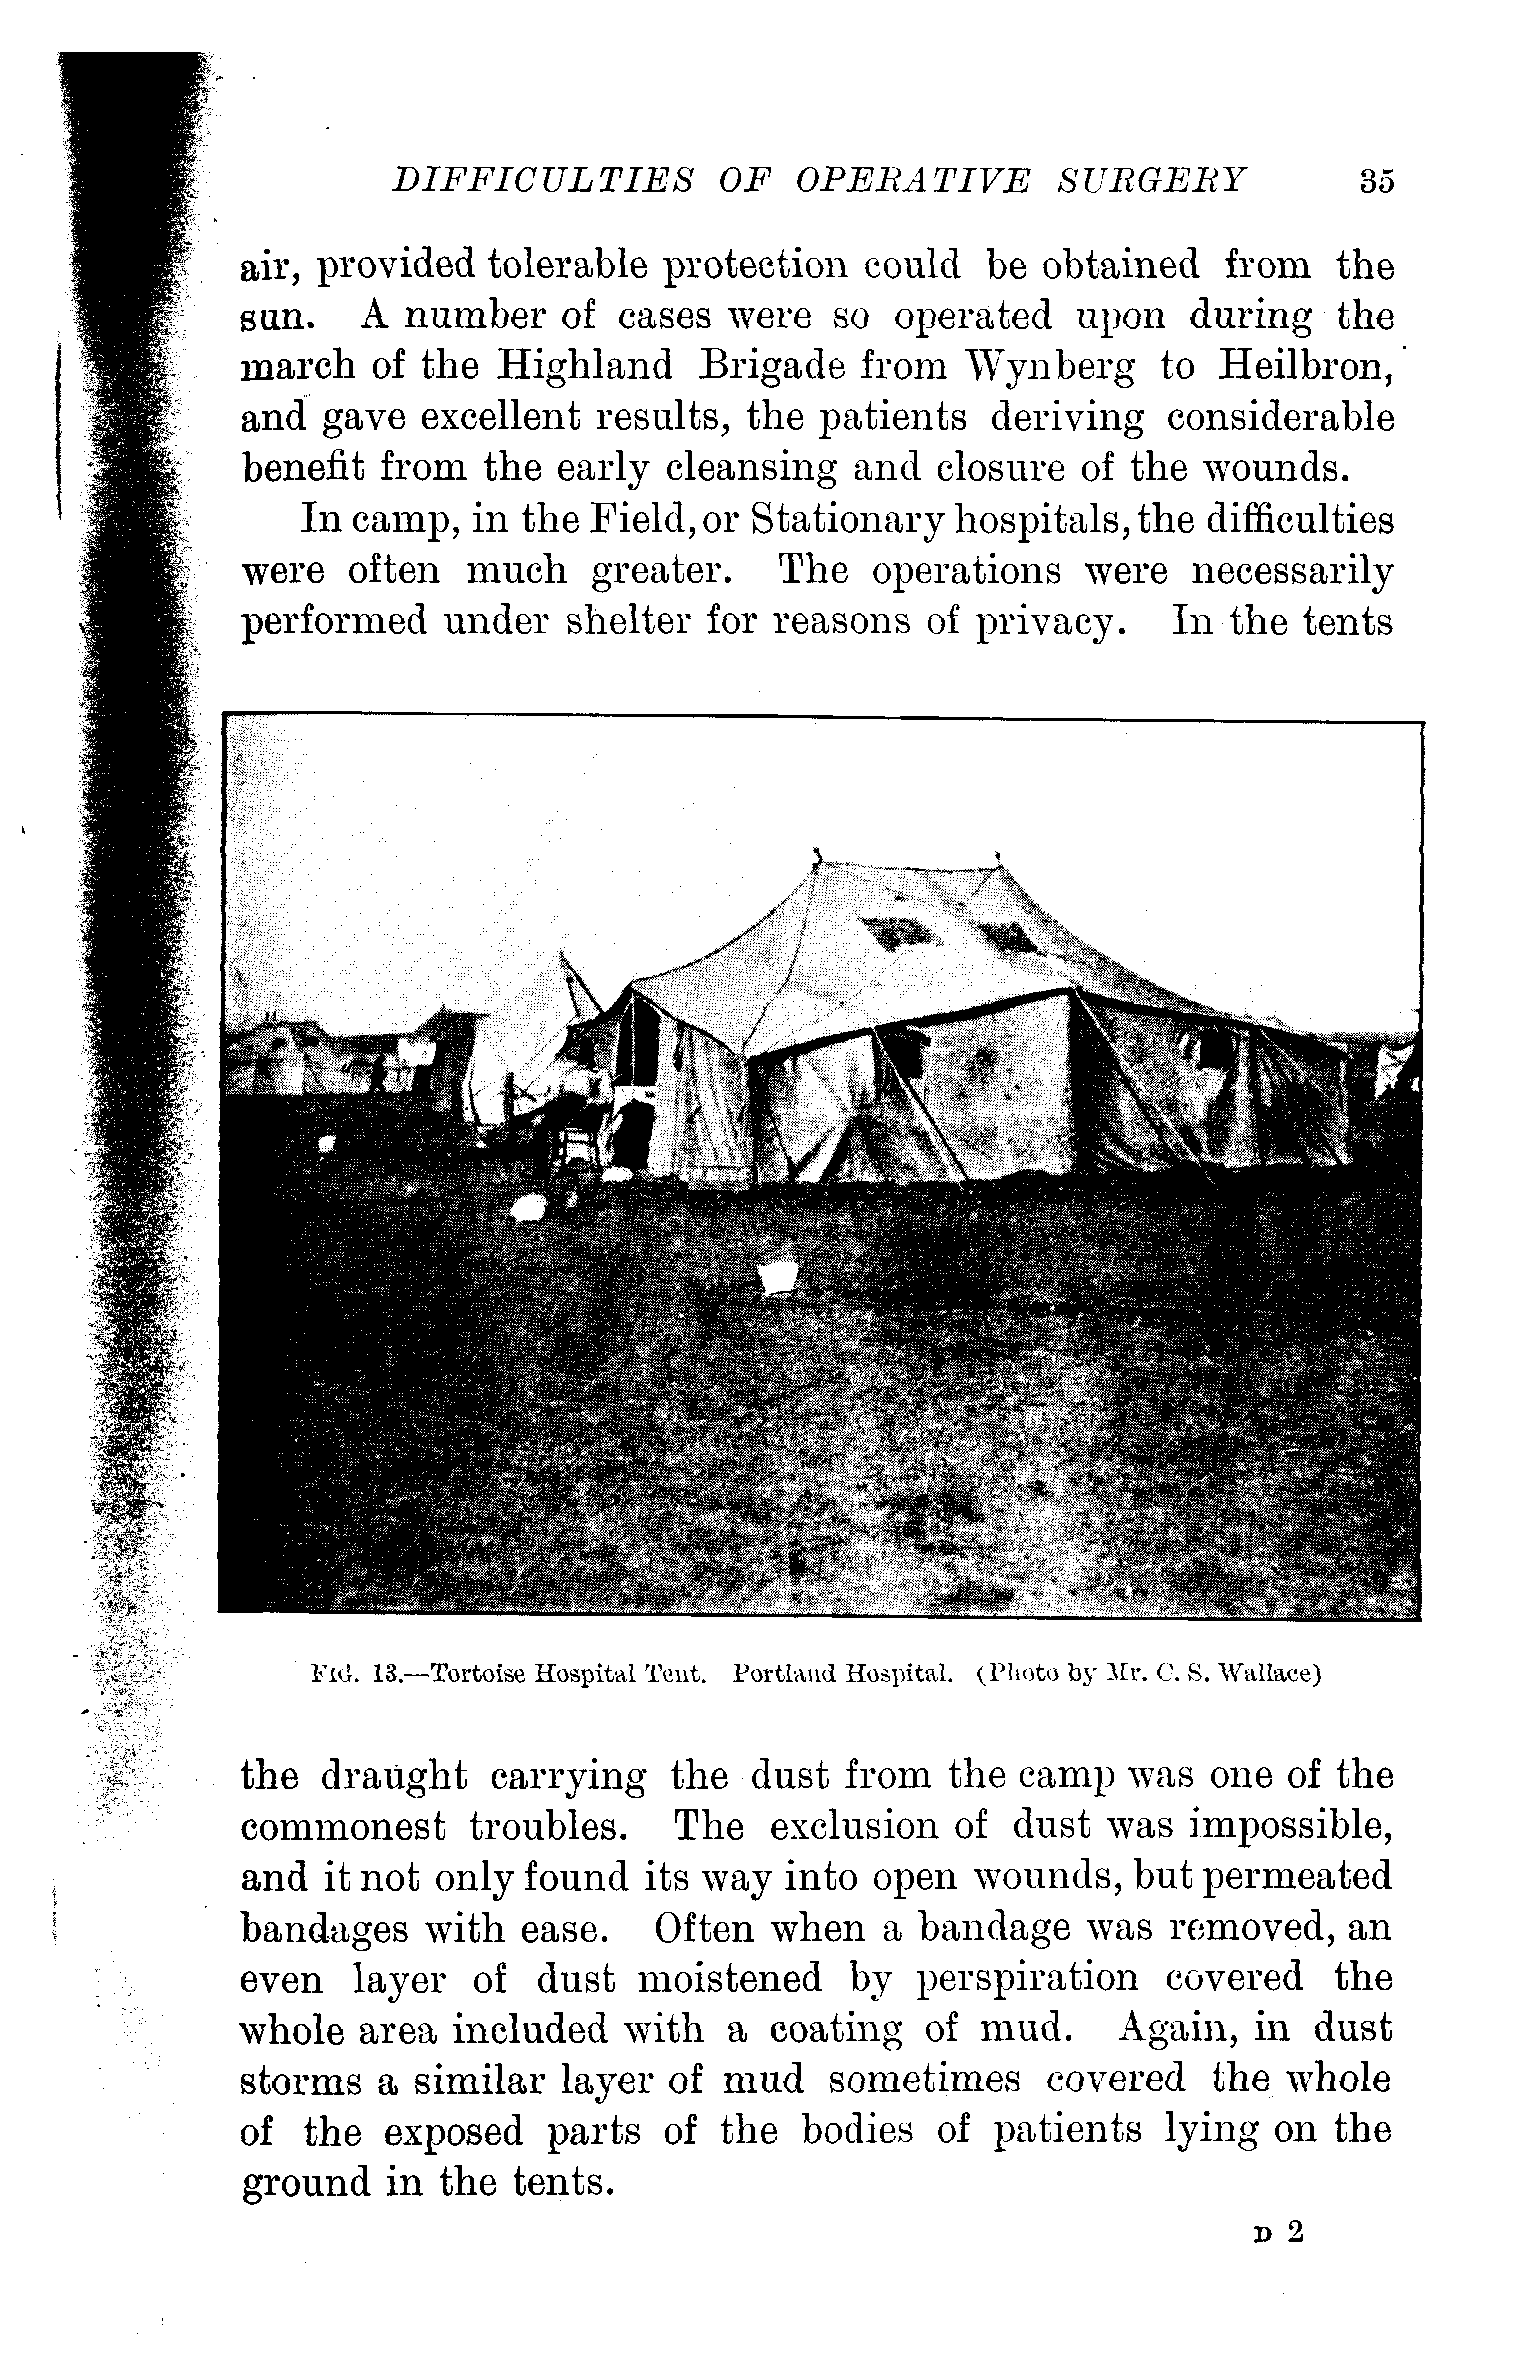 DIFFICULTIES OF OPERATIVE SURGERY 35
air, provided tolerable protection could be obtained from the
sun. A number of cases were so operated upon during the
march of the Highland Brigade from Wynberg to Heilbron,
and gave excellent results, the patients deriving considerable
benefit from the early cleansing and closure of the wounds.
In camp, in the Field, or Stationary hospitals, the difficulties
were often much greater. The operations were necessarily
performed under shelter for reasons of privacy. In the tents
FIG. 13.—Tortoise Hospital Tent. Portland Hospital. (Photo by Mr. C. S. Wallace)
the draught carrying the dust from the camp was one of the
commonest troubles. The exclusion of dust was impossible,
and it not only found its way into open wounds, but permeated
bandages with ease. Often when a bandage was removed, an
even layer of dust moistened by perspiration covered the
whole area included with a coating of mud. Again, in dust
storms a similar layer of mud sometimes covered the whole
of the exposed parts of the bodies of patients lying on the
ground in the tents.
D 2